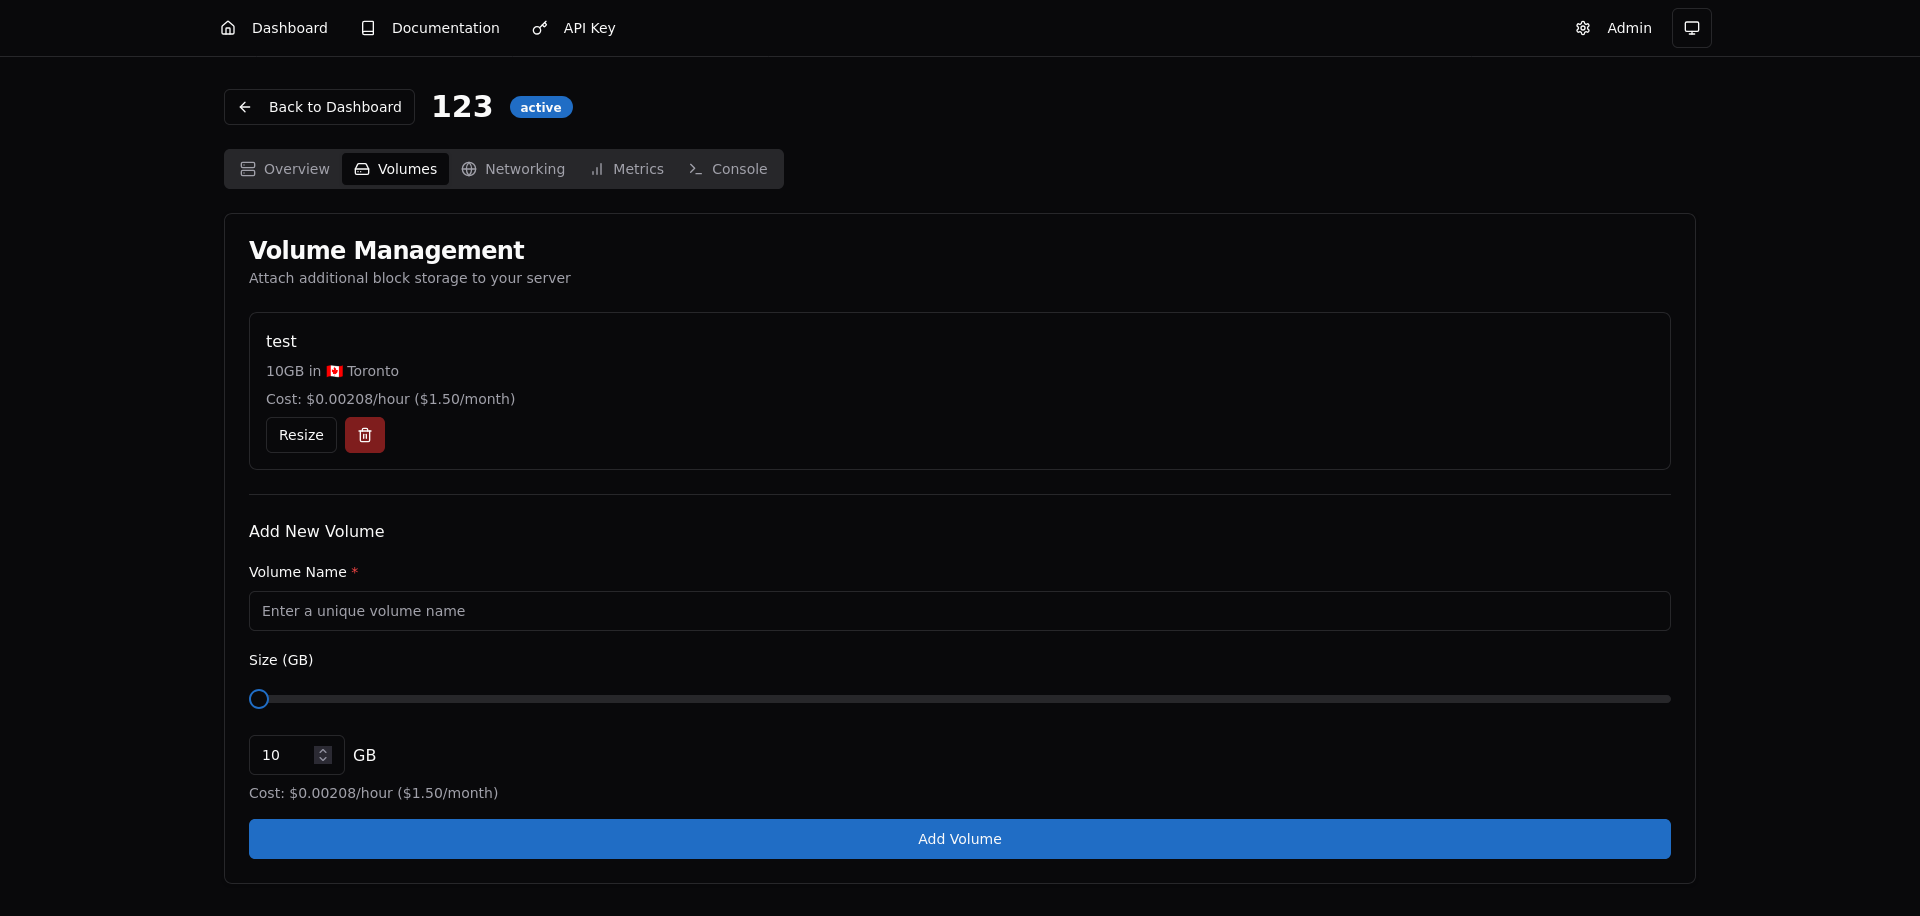 Dashboard Documentation API Key Admin
Back to Dashboard 123 active
Overview Volumes Networking Metrics Console
Volume Management
Attach additional block storage to your server
test
10GB in 🇨🇦 Toronto
Cost: $0.00208/hour ($1.50/month)
Resize
Add New Volume
Volume Name *
Enter a unique volume name
Size (GB)
10 GB
Cost: $0.00208/hour ($1.50/month)
Add Volume